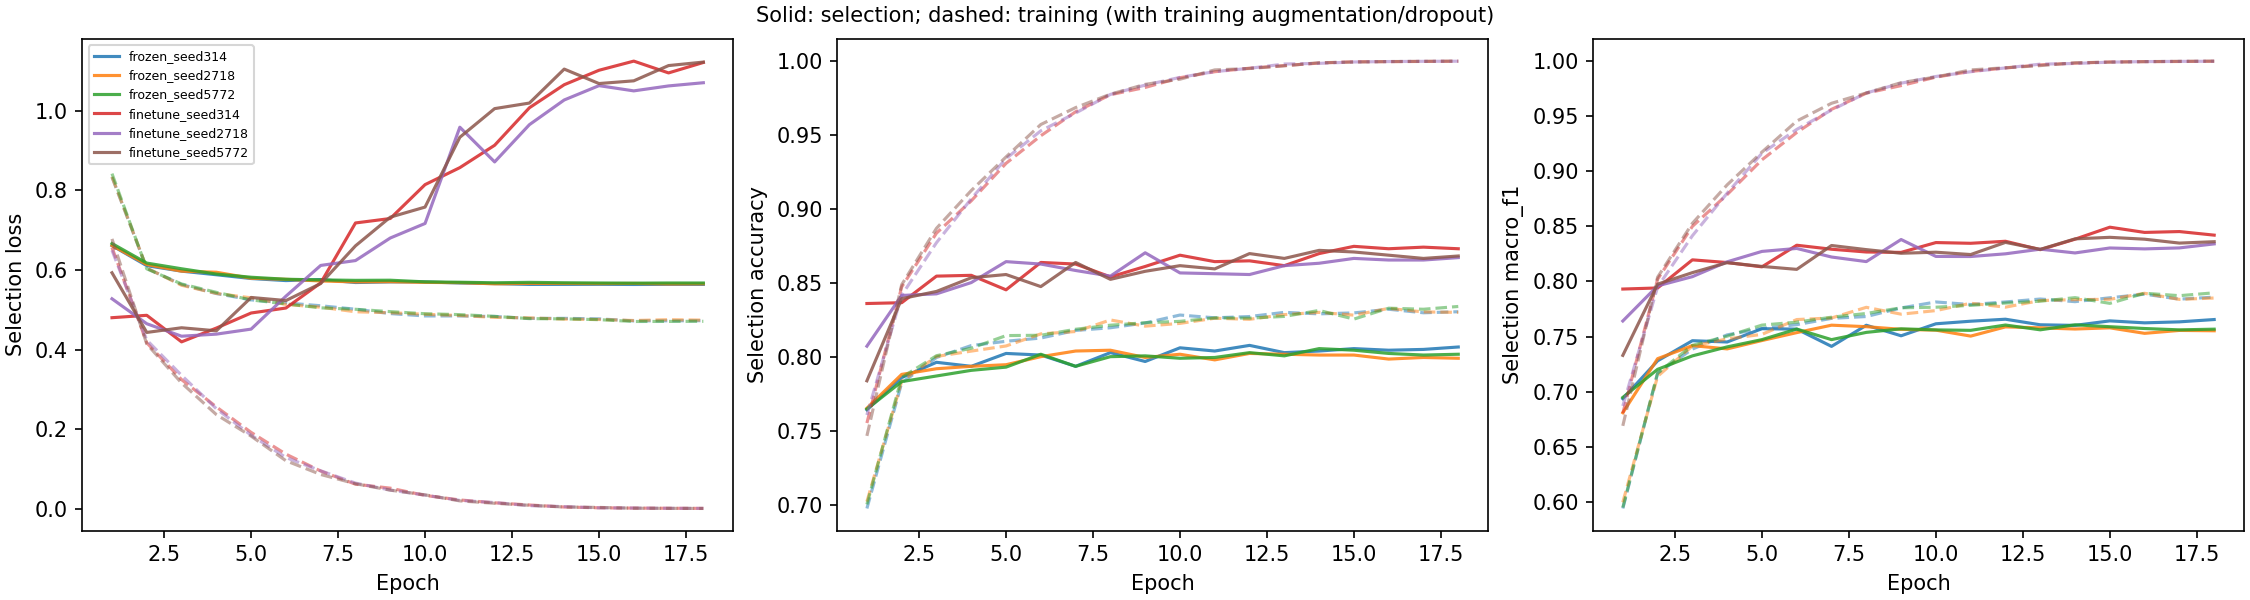 Solid: selection; dashed: training (with training augmentation/dropout)
frozen_seed314
frozen_seed2718
frozen_seed5772
finetune_seed314
finetune_seed2718
finetune_seed5772
Selection loss
1.0
0.8
0.6
0.4
0.2
0.0
2.5 5.0 7.5 10.0 12.5 15.0 17.5
Epoch
Selection accuracy
1.00
0.95
0.90
0.85
0.80
0.75
0.70
2.5 5.0 7.5 10.0 12.5 15.0 17.5
Epoch
Selection macro_f1
1.00
0.95
0.90
0.85
0.80
0.75
0.70
0.65
0.60
2.5 5.0 7.5 10.0 12.5 15.0 17.5
Epoch